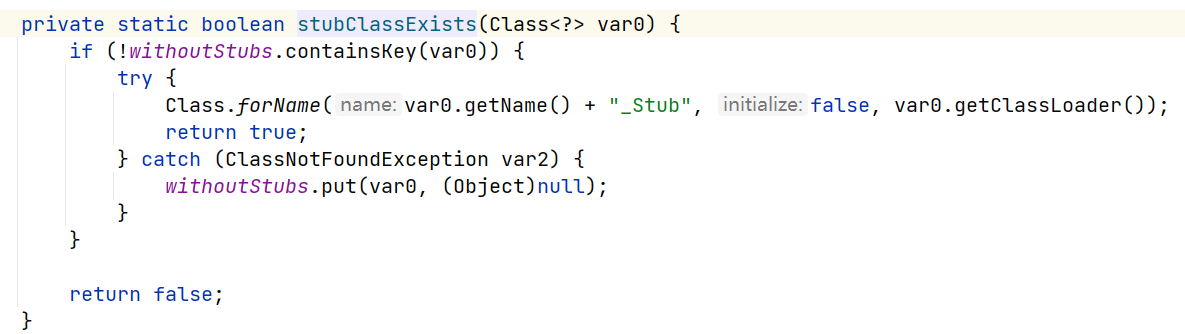 private static boolean stubClassExists(Class<?> var0) {
    if (!withoutStubs.containsKey(var0)) {
        try {
            Class.forName( name: var0.getName() + "_Stub", initialize: false, var0.getClassLoader());
            return true;
        } catch (ClassNotFoundException var2) {
            withoutStubs.put(var0, (Object)null);
        }
    }

    return false;
}